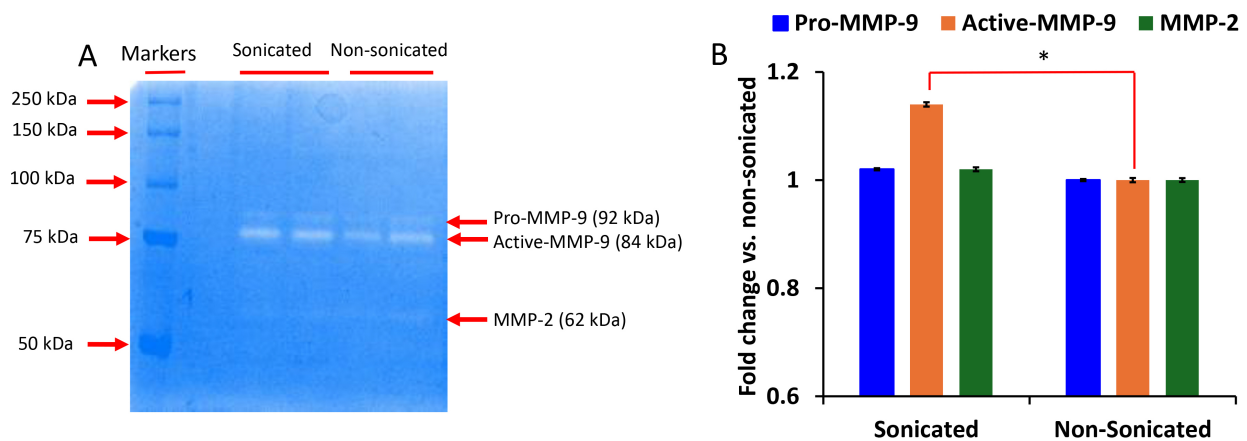 A
Markers
Sonicated
Non-sonicated
250 kDa
150 kDa
100 kDa
75 kDa
50 kDa
Pro-MMP-9 (92 kDa)
Active-MMP-9 (84 kDa)
MMP-2 (62 kDa)
B
Pro-MMP-9 Active-MMP-9 MMP-2
Fold change vs. non-sonicated
1.2
1
0.8
0.6
*
Sonicated
Non-Sonicated